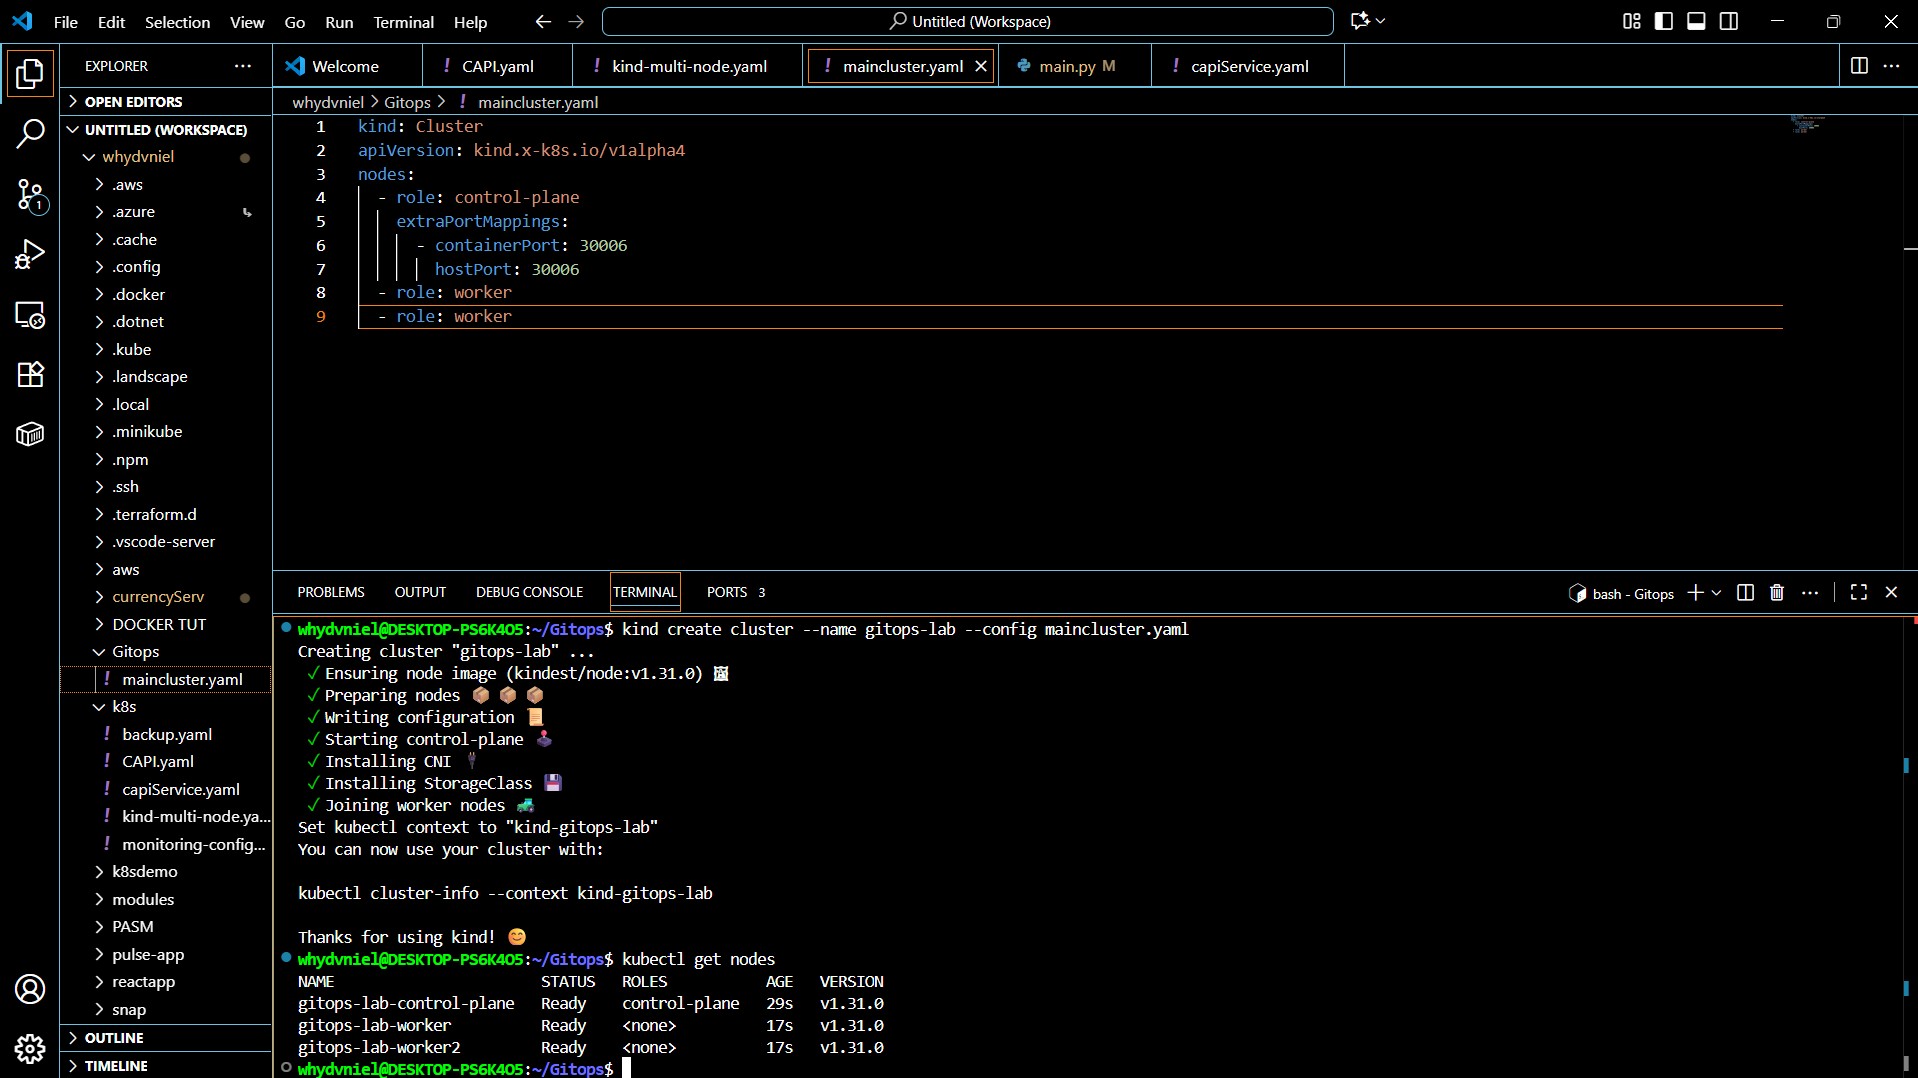 File Edit Selection View Go Run Terminal Help
Untitled (Workspace)
EXPLORER
OPEN EDITORS
UNTITLED (WORKSPACE)
whydvniel
.aws
.azure
.cache
.config
.docker
.dotnet
.kube
.landscape
.local
.minikube
.npm
.ssh
.terraform.d
.vscode-server
aws
currencyServ
DOCKER TUT
Gitops
! maincluster.yaml
k8s
! backup.yaml
! CAPI.yaml
! capiService.yaml
! kind-multi-node.ya...
! monitoring-config...
k8sdemo
modules
PASM
pulse-app
reactapp
snap
OUTLINE
TIMELINE
1
Welcome ! CAPI.yaml ! kind-multi-node.yaml ! maincluster.yaml main.py M ! capiService.yaml
whydvniel > Gitops > ! maincluster.yaml
1 kind: Cluster
2 apiVersion: kind.x-k8s.io/v1alpha4
3 nodes:
4 - role: control-plane
5 extraPortMappings:
6 - containerPort: 30006
7 hostPort: 30006
8 - role: worker
9 - role: worker
PROBLEMS OUTPUT DEBUG CONSOLE TERMINAL PORTS 3
bash - Gitops
whydvniel@DESKTOP-PS6K4O5:~/Gitops$ kind create cluster --name gitops-lab --config maincluster.yaml
Creating cluster "gitops-lab" ...
✓ Ensuring node image (kindest/node:v1.31.0) 🖼
✓ Preparing nodes 📦 📦 📦
✓ Writing configuration 📜
✓ Starting control-plane 🕹️
✓ Installing CNI 🔌
✓ Installing StorageClass 💾
✓ Joining worker nodes 🚜
Set kubectl context to "kind-gitops-lab"
You can now use your cluster with:
kubectl cluster-info --context kind-gitops-lab
Thanks for using kind! 😊
whydvniel@DESKTOP-PS6K4O5:~/Gitops$ kubectl get nodes
NAME STATUS ROLES AGE VERSION
gitops-lab-control-plane Ready control-plane 29s v1.31.0
gitops-lab-worker Ready <none> 17s v1.31.0
gitops-lab-worker2 Ready <none> 17s v1.31.0
whydvniel@DESKTOP-PS6K4O5:~/Gitops$